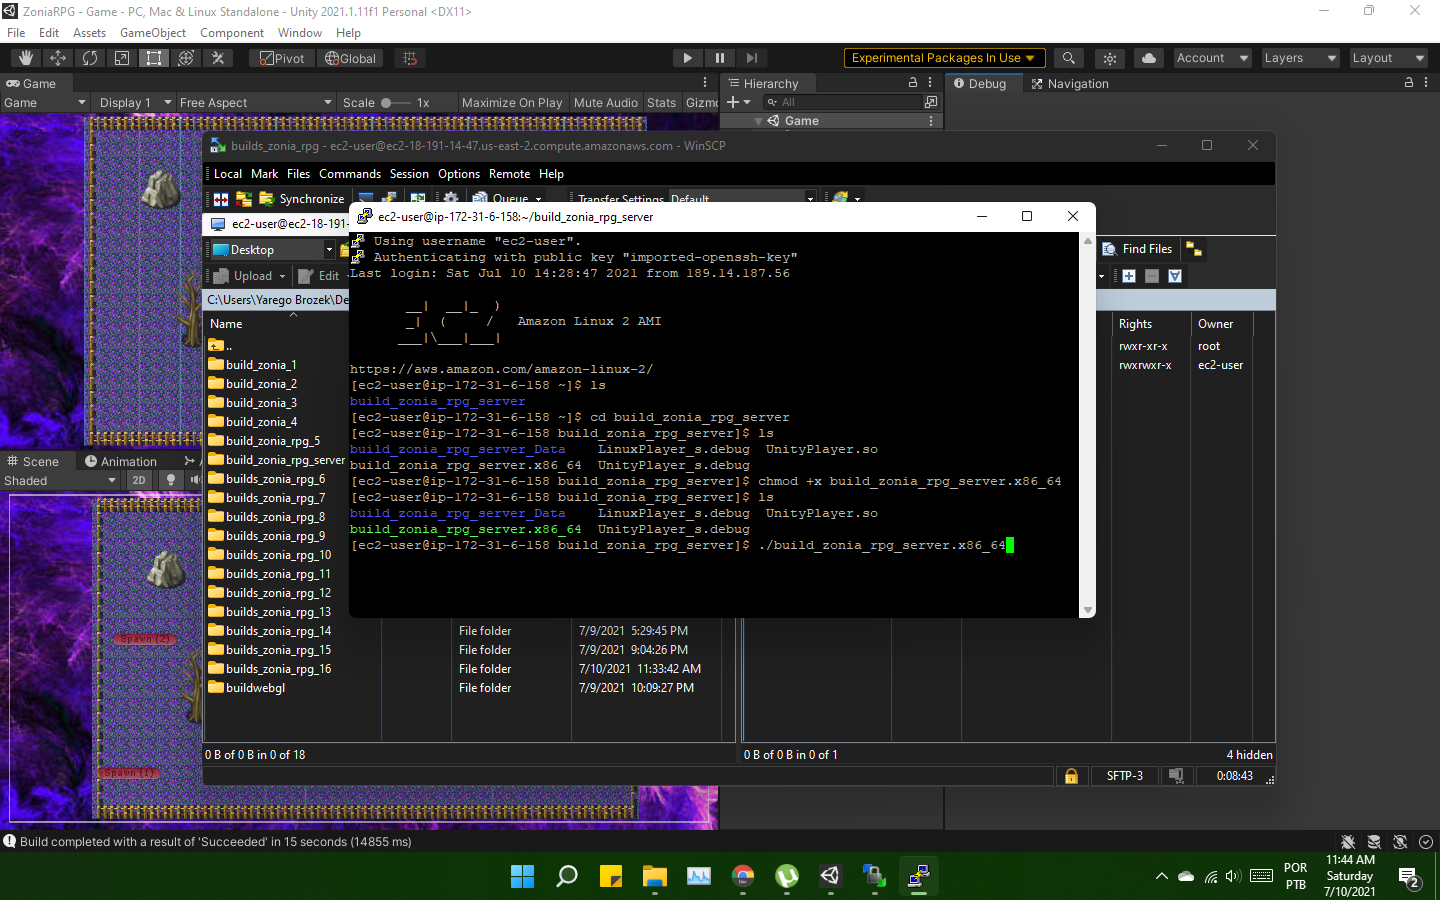 ZoniaRPG - Game - PC, Mac & Linux Standalone - Unity 2021.1.11f1 Personal <DX11>
File Edit Assets GameObject Component Window Help
Pivot Global Experimental Packages In Use Account Layers Layout
Game Hierarchy Debug Navigation
Game Display 1 Free Aspect Scale 1x Maximize On Play Mute Audio Stats Gizmo All
Game
builds_zonia_rpg - ec2-user@ec2-18-191-14-47.us-east-2.compute.amazonaws.com - WinSCP
Local Mark Files Commands Session Options Remote Help
Synchronize Queue Transfer Settings Default
ec2-user@ec2-18-191-
Desktop
Upload Edit
C:\Users\Yarego Brozek\De
Name
..
build_zonia_1
build_zonia_2
build_zonia_3
build_zonia_4
build_zonia_rpg_5
build_zonia_rpg_server
builds_zonia_rpg_6
builds_zonia_rpg_7
builds_zonia_rpg_8
builds_zonia_rpg_9
builds_zonia_rpg_10
builds_zonia_rpg_11
builds_zonia_rpg_12
builds_zonia_rpg_13
builds_zonia_rpg_14 File folder 7/9/2021 5:29:45 PM
builds_zonia_rpg_15 File folder 7/9/2021 9:04:26 PM
builds_zonia_rpg_16 File folder 7/10/2021 11:33:42 AM
buildwebgl File folder 7/9/2021 10:09:27 PM
0 B of 0 B in 0 of 18
Find Files
Rights Owner
rwxr-xr-x root
rwxrwxr-x ec2-user
0 B of 0 B in 0 of 1 4 hidden
SFTP-3 0:08:43
ec2-user@ip-172-31-6-158:~/build_zonia_rpg_server
Using username "ec2-user".
Authenticating with public key "imported-openssh-key"
Last login: Sat Jul 10 14:28:47 2021 from 189.14.187.56
__| __|_ )
_| ( / Amazon Linux 2 AMI
___|\___|___|
https://aws.amazon.com/amazon-linux-2/
[ec2-user@ip-172-31-6-158 ~]$ ls
build_zonia_rpg_server
[ec2-user@ip-172-31-6-158 ~]$ cd build_zonia_rpg_server
[ec2-user@ip-172-31-6-158 build_zonia_rpg_server]$ ls
build_zonia_rpg_server_Data LinuxPlayer_s.debug UnityPlayer.so
build_zonia_rpg_server.x86_64 UnityPlayer_s.debug
[ec2-user@ip-172-31-6-158 build_zonia_rpg_server]$ chmod +x build_zonia_rpg_server.x86_64
[ec2-user@ip-172-31-6-158 build_zonia_rpg_server]$ ls
build_zonia_rpg_server_Data LinuxPlayer_s.debug UnityPlayer.so
build_zonia_rpg_server.x86_64 UnityPlayer_s.debug
[ec2-user@ip-172-31-6-158 build_zonia_rpg_server]$ ./build_zonia_rpg_server.x86_64
Scene Animation
Shaded 2D
Spawn (2)
Spawn (1)
Build completed with a result of 'Succeeded' in 15 seconds (14855 ms)
POR
PTB
11:44 AM
Saturday
7/10/2021
2